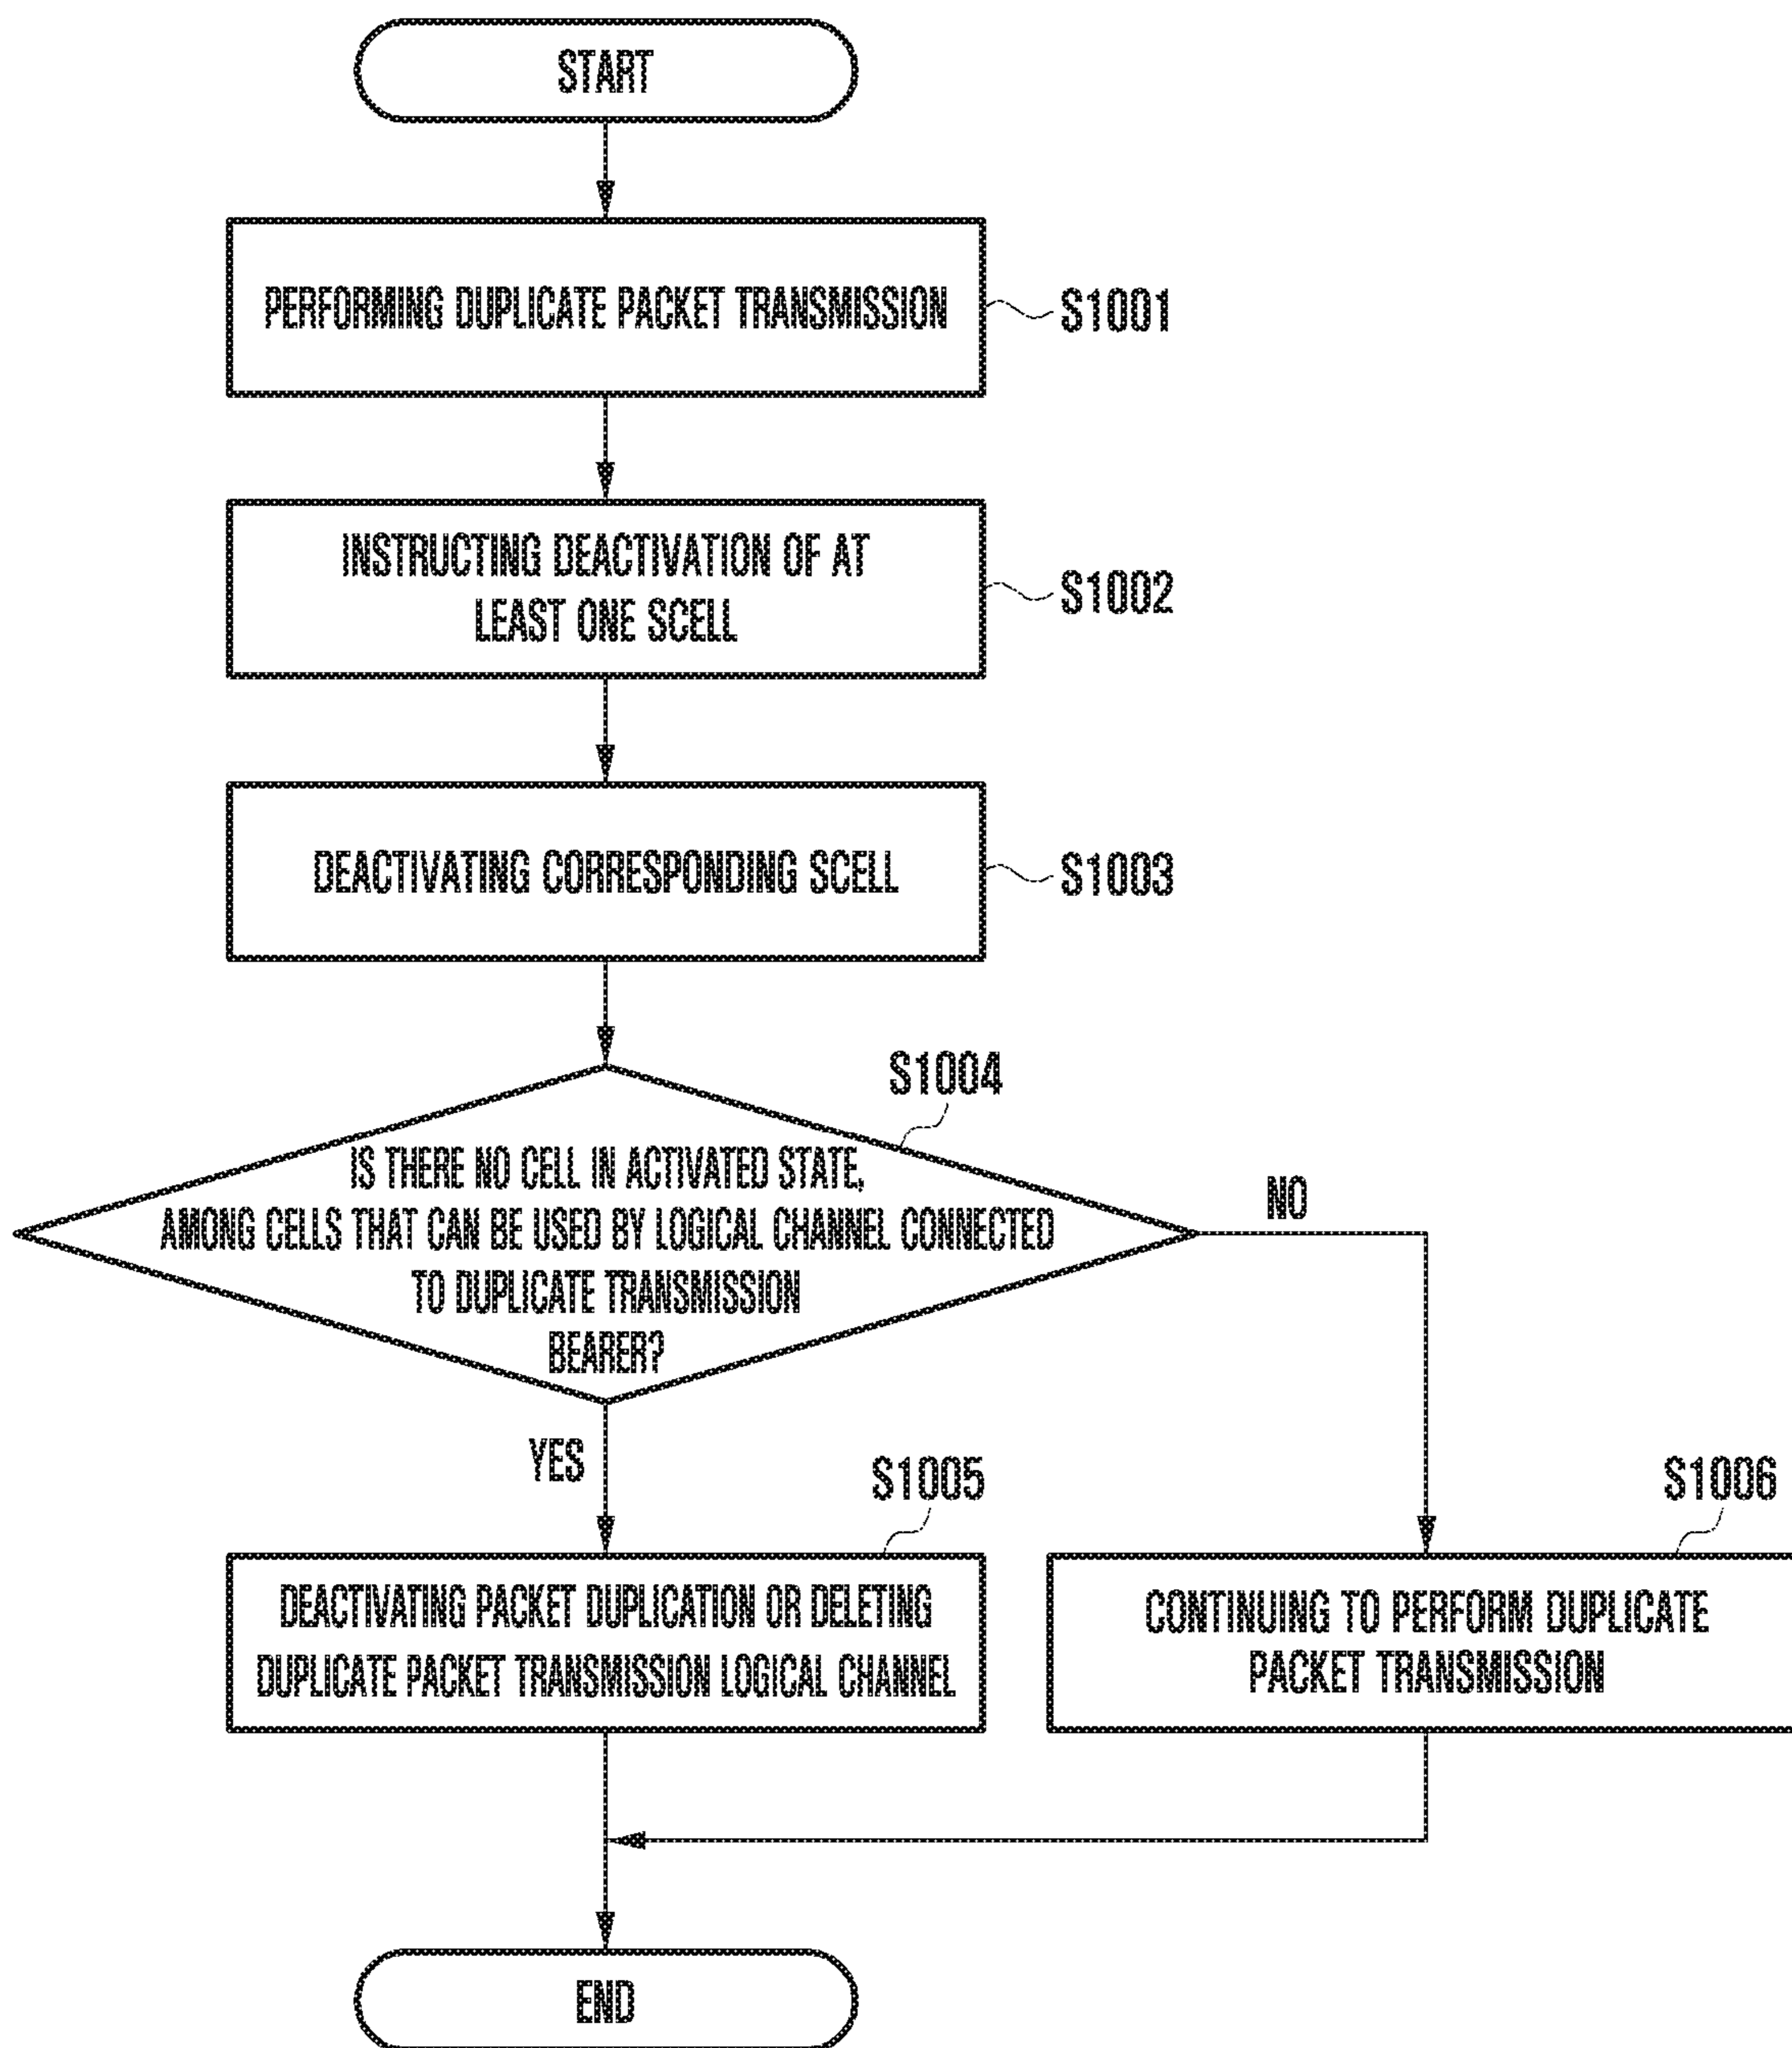 START
PERFORMING DUPLICATE PACKET TRANSMISSION
S1001
INSTRUCTING DEACTIVATION OF AT
LEAST ONE SCELL
S1002
DEACTIVATING CORRESPONDING SCELL
S1003
S1004
IS THERE NO CELL IN ACTIVATED STATE,
AMONG CELLS THAT CAN BE USED BY LOGICAL CHANNEL CONNECTED
TO DUPLICATE TRANSMISSION
BEARER?
NO
YES
S1005
DEACTIVATING PACKET DUPLICATION OR DELETING
DUPLICATE PACKET TRANSMISSION LOGICAL CHANNEL
S1006
CONTINUING TO PERFORM DUPLICATE
PACKET TRANSMISSION
END